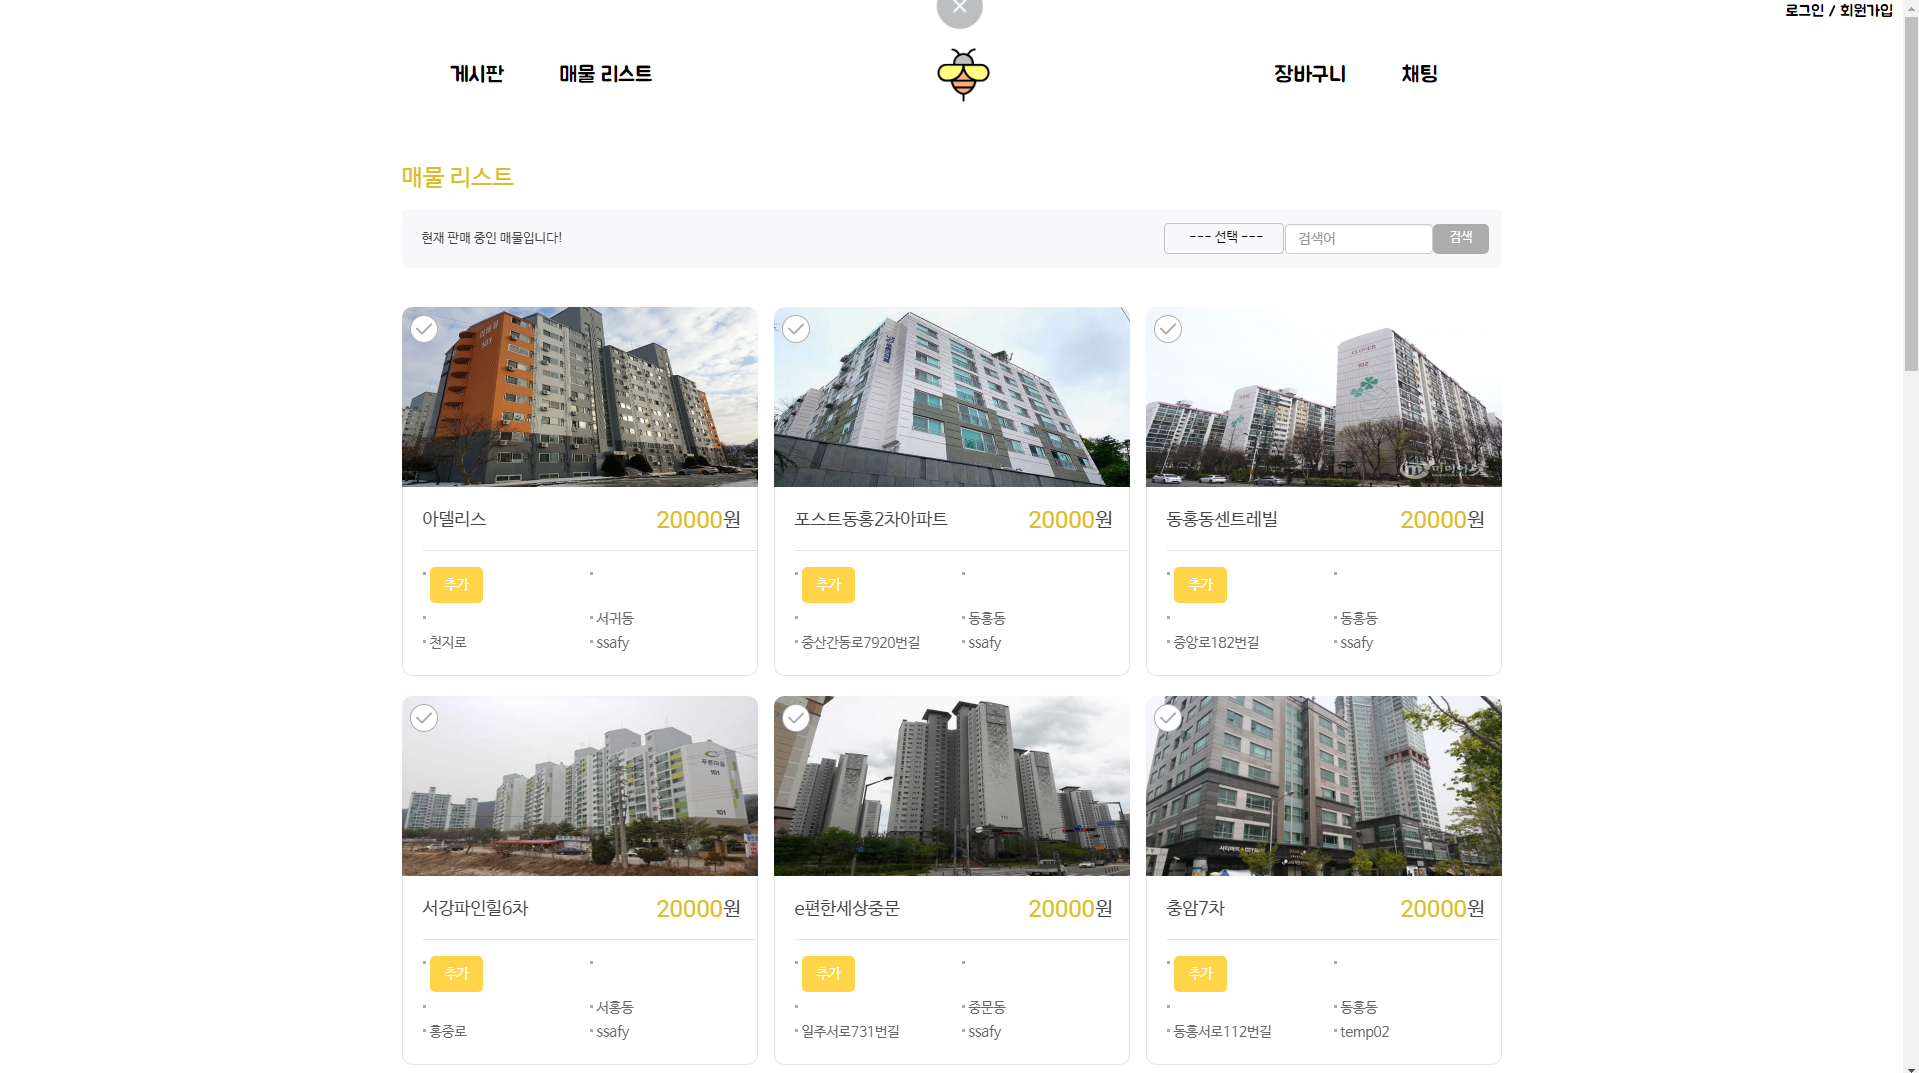 로그인 / 회원가입
게시판 매물 리스트 장바구니 채팅
매물 리스트
현재 판매 중인 매물입니다! --- 선택 --- 검색어 검색
101
CLOVER
102
아델리스 20000원
추가
서귀동
천지로 ssafy
포스트동홍2차아파트 20000원
추가
동홍동
중산간동로7920번길 ssafy
동홍동센트레빌 20000원
추가
동홍동
중앙로182번길 ssafy
푸른마을
101
101
서강파인힐6차 20000원
추가
서홍동
홍중로 ssafy
e편한세상중문 20000원
추가
중문동
일주서로731번길 ssafy
충암7차 20000원
추가
동홍동
동홍서로112번길 temp02